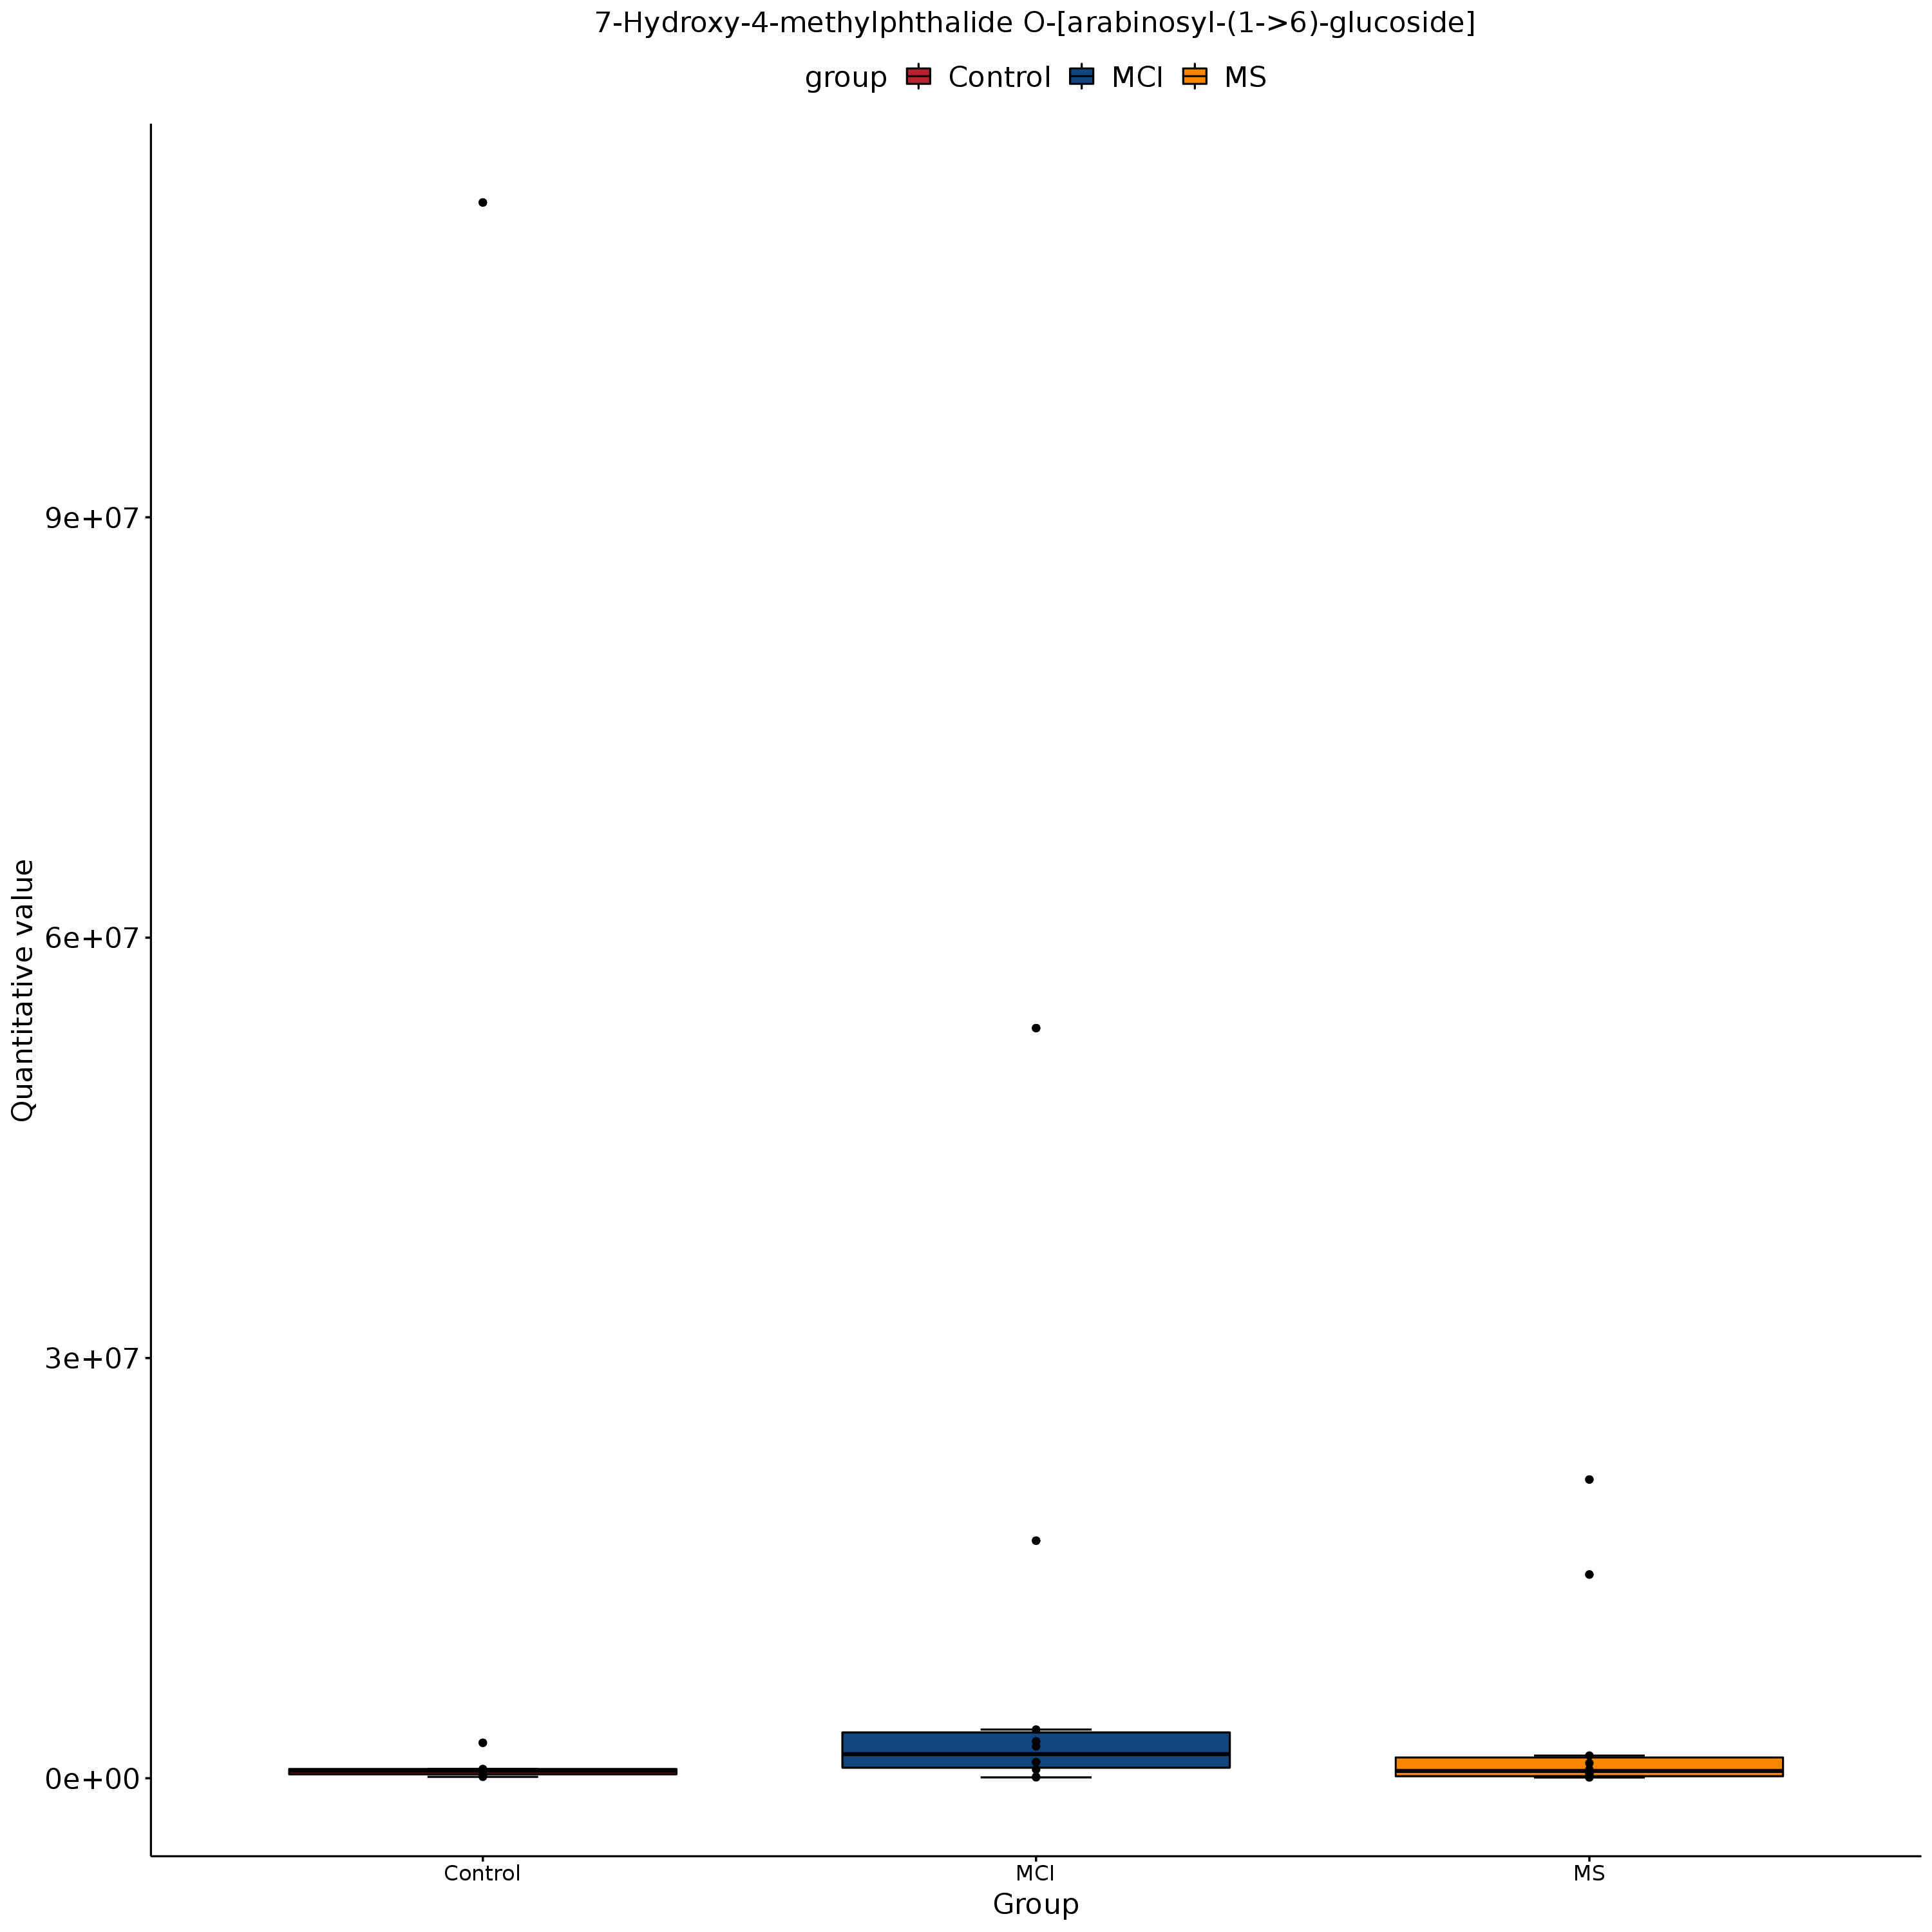 7-Hydroxy-4-methylphthalide O-[arabinosyl-(1->6)-glucoside]
group Control MCI MS
Quantitative value
9e+07
6e+07
3e+07
0e+00
Control MCI MS
Group